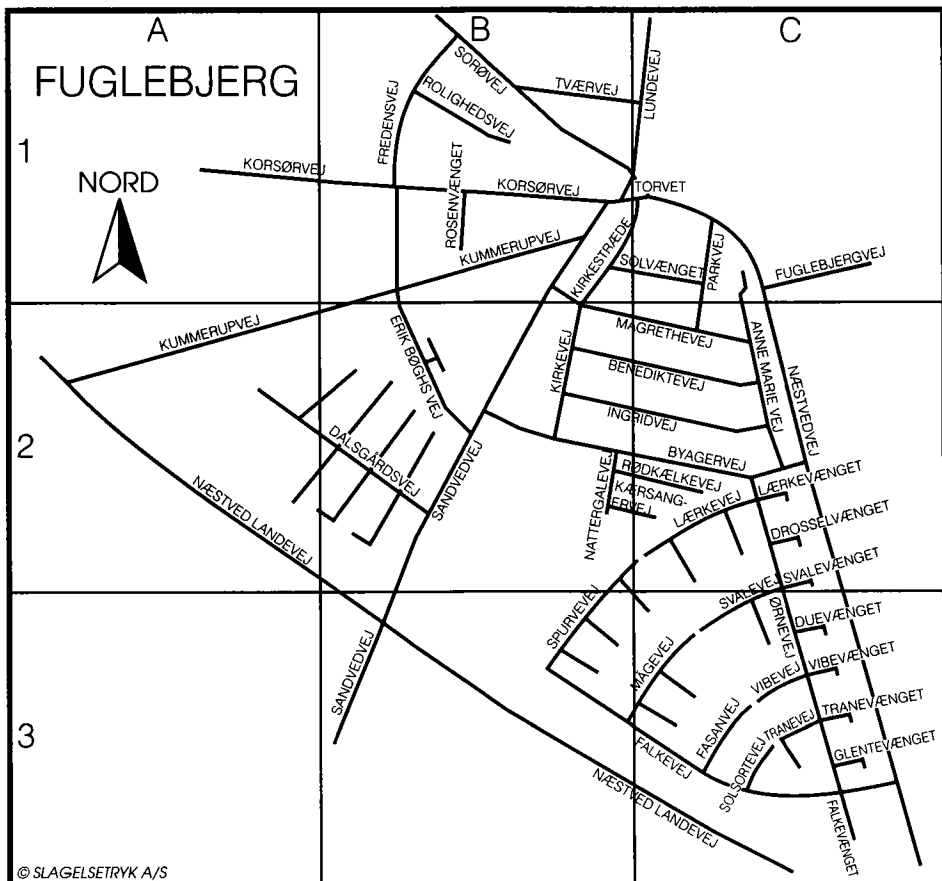 A
B
C
FUGLEBJERG
1
2
3
NORD
SORØVEJ
TVÆRVEJ
LUNDEVEJ
ROLIGHEDSVEJ
FREDENSVEJ
KORSØRVEJ
KORSØRVEJ
TORVET
ROSENVÆNGET
KUMMERUPVEJ
KIRKESTRÆDE
SOLVÆNGET
PARKVEJ
FUGLEBJERGVEJ
KUMMERUPVEJ
ERIK BØGHS VEJ
MAGRETHEVEJ
ANNE MARIE VEJ
NÆSTVEDVEJ
KIRKEVEJ
BENEDIKTEVEJ
INGRIDVEJ
DALSGÅRDSVEJ
SANDVEDVEJ
BYAGERVEJ
NATTERGALEVEJ
RØDKÆLKEVEJ
KÆRSANG-
ERVEJ
LÆRKEVEJ
LÆRKEVÆNGET
DROSSELVÆNGET
NÆSTVED LANDEVEJ
SVALEVEJ
SVALEVÆNGET
ØRNEVEJ
DUEVÆNGET
SPURVEVEJ
MÅGEVEJ
VIBEVEJ
VIBEVÆNGET
SANDVEDVEJ
FASANVEJ
TRANEVEJ
TRANEVÆNGET
FALKEVEJ
SOLSORTEVEJ
GLENTEVÆNGET
NÆSTVED LANDEVEJ
FALKEVÆNGET
© SLAGELSETRYK A/S